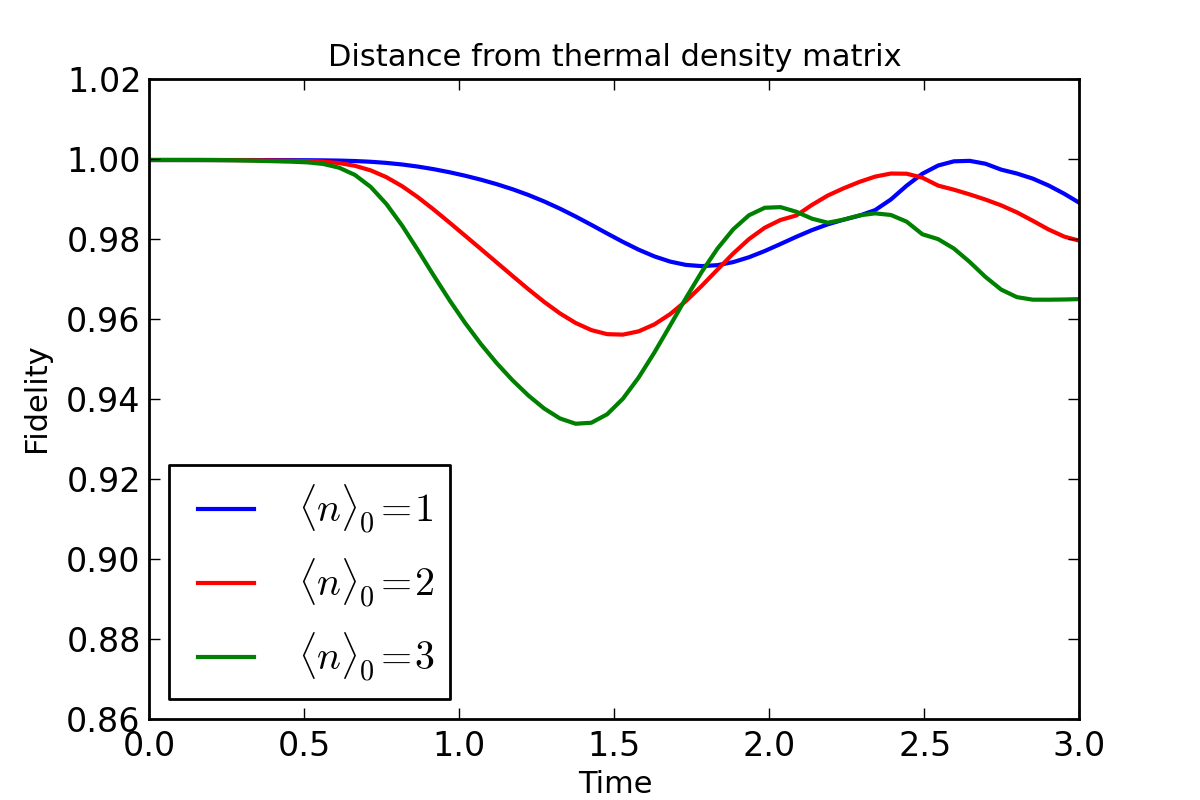 Distance from thermal density matrix
1.02
1.00
0.98
0.96
0.94
0.92
0.90
0.88
0.86
Fidelity
⟨n⟩₀ = 1
⟨n⟩₀ = 2
⟨n⟩₀ = 3
0.0 0.5 1.0 1.5 2.0 2.5 3.0
Time